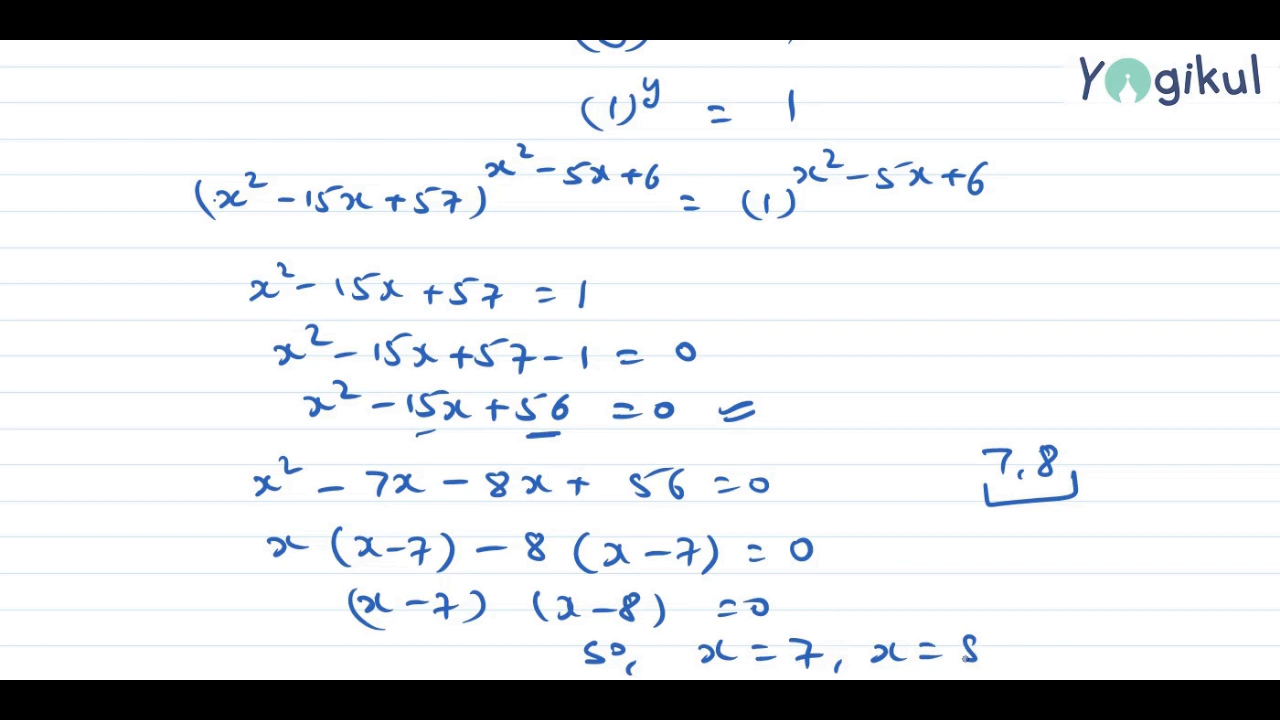 Yogikul
(1)^y = 1
(x² - 15x + 57)^(x² - 5x + 6) = (1)^(x² - 5x + 6)
x² - 15x + 57 = 1
x² - 15x + 57 - 1 = 0
x² - 15x + 56 = 0
7, 8
x² - 7x - 8x + 56 = 0
x (x - 7) - 8 (x - 7) = 0
(x - 7) (x - 8) = 0
so, x = 7, x = 8